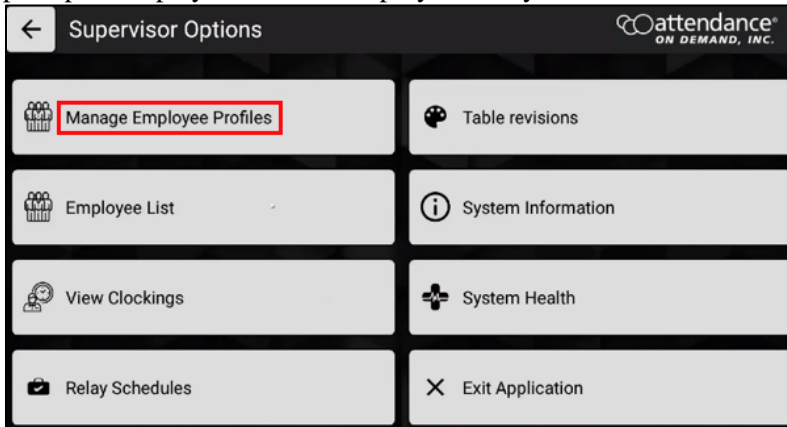 Supervisor Options
attendance®
ON DEMAND, INC.
Manage Employee Profiles
Table revisions
Employee List
System Information
View Clockings
System Health
Relay Schedules
Exit Application